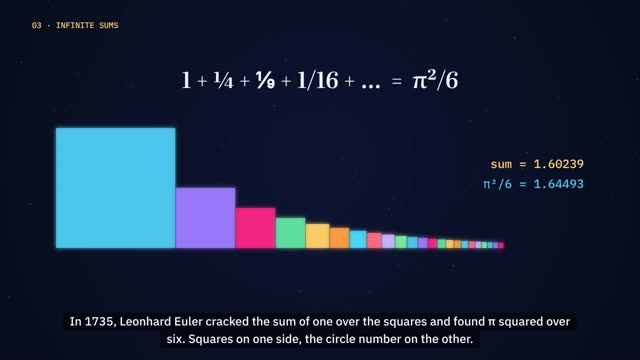 03 · INFINITE SUMS
1 + ¼ + ⅑ + 1/16 + ... = π²/6
sum = 1.60239
π²/6 = 1.64493
In 1735, Leonhard Euler cracked the sum of one over the squares and found π squared over
six. Squares on one side, the circle number on the other.